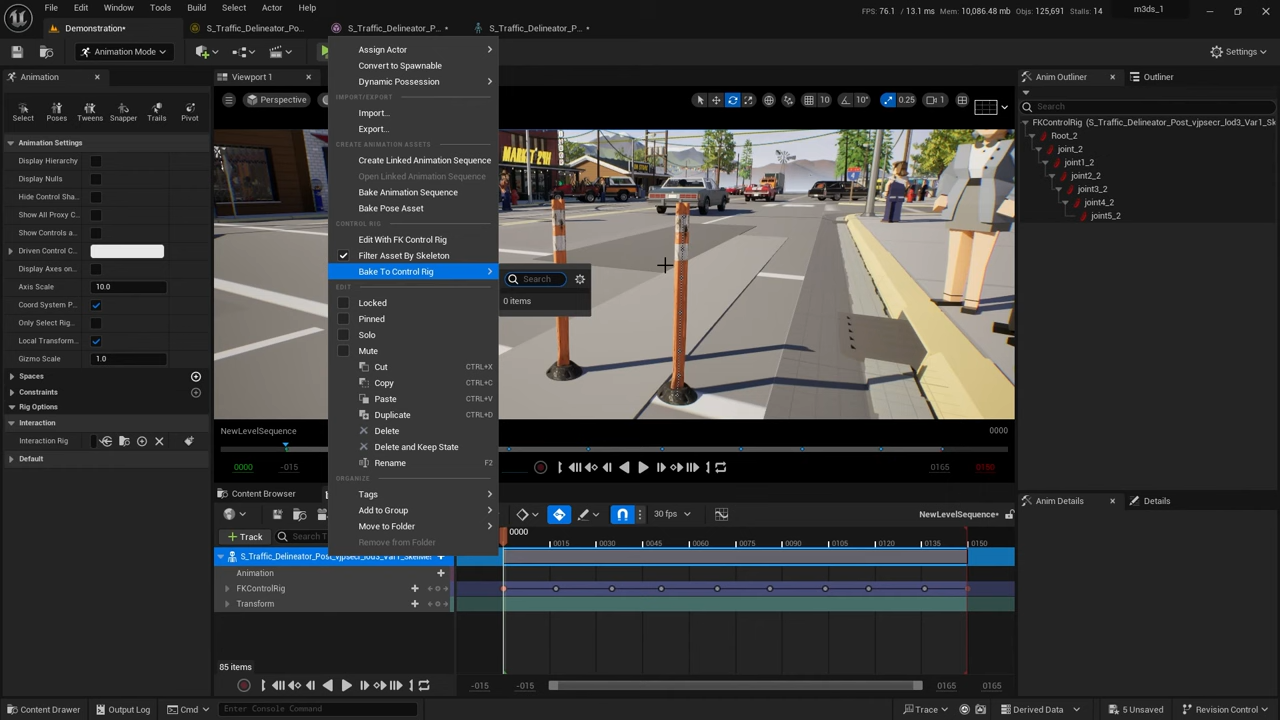 File
Edit
Window
Tools
Build
Select
Actor
Help
FPS: 76.1 / 13.1 ms
Mem: 10,086.48 mb
Objs: 125,691
Stalls: 14
m3ds_1
Demonstration*
S_Traffic_Delineator_Po...
S_Traffic_Delineator_P... *
S_Traffic_Delineator_P... *
Animation Mode
Settings
Animation
Viewport 1
Anim Outliner
Outliner
Select
Poses
Tweens
Snapper
Trails
Pivot
Perspective
10
10°
0.25
1
Search
FKControlRig (S_Traffic_Delineator_Post_vjpsecr_lod3_Var1_Sk
Root_2
joint_2
joint1_2
joint2_2
joint3_2
joint4_2
joint5_2
Animation Settings
Display Hierarchy
Display Nulls
Hide Control Sha...
Show All Proxy C...
Show Controls a...
Driven Control C...
Display Axes on...
Axis Scale
10.0
Coord System P...
Only Select Rig...
Local Transform...
Gizmo Scale
1.0
Spaces
Constraints
Rig Options
Interaction
Interaction Rig
Default
Assign Actor
Convert to Spawnable
Dynamic Possession
IMPORT/EXPORT
Import...
Export...
CREATE ANIMATION ASSETS
Create Linked Animation Sequence
Open Linked Animation Sequence
Bake Animation Sequence
Bake Pose Asset
CONTROL RIG
Edit With FK Control Rig
Filter Asset By Skeleton
Bake To Control Rig
Search
0 items
EDIT
Locked
Pinned
Solo
Mute
Cut CTRL+X
Copy CTRL+C
Paste CTRL+V
Duplicate CTRL+D
Delete
Delete and Keep State
Rename F2
ORGANIZE
Tags
Add to Group
Move to Folder
Remove from Folder
NewLevelSequence
0000
0000
-015
0165
0180
Content Browser
30 fps
NewLevelSequence*
Anim Details
Details
Track
Search T
0000
0015
0030
0045
0060
0075
0090
0105
0120
0135
0150
S_Traffic_Delineator_Post_vjpsecr_lod3_Var1_SkelMe
Animation
FKControlRig
Transform
85 items
-015
-015
0165
0165
Content Drawer
Output Log
Cmd
Enter Console Command
Trace
Derived Data
5 Unsaved
Revision Control